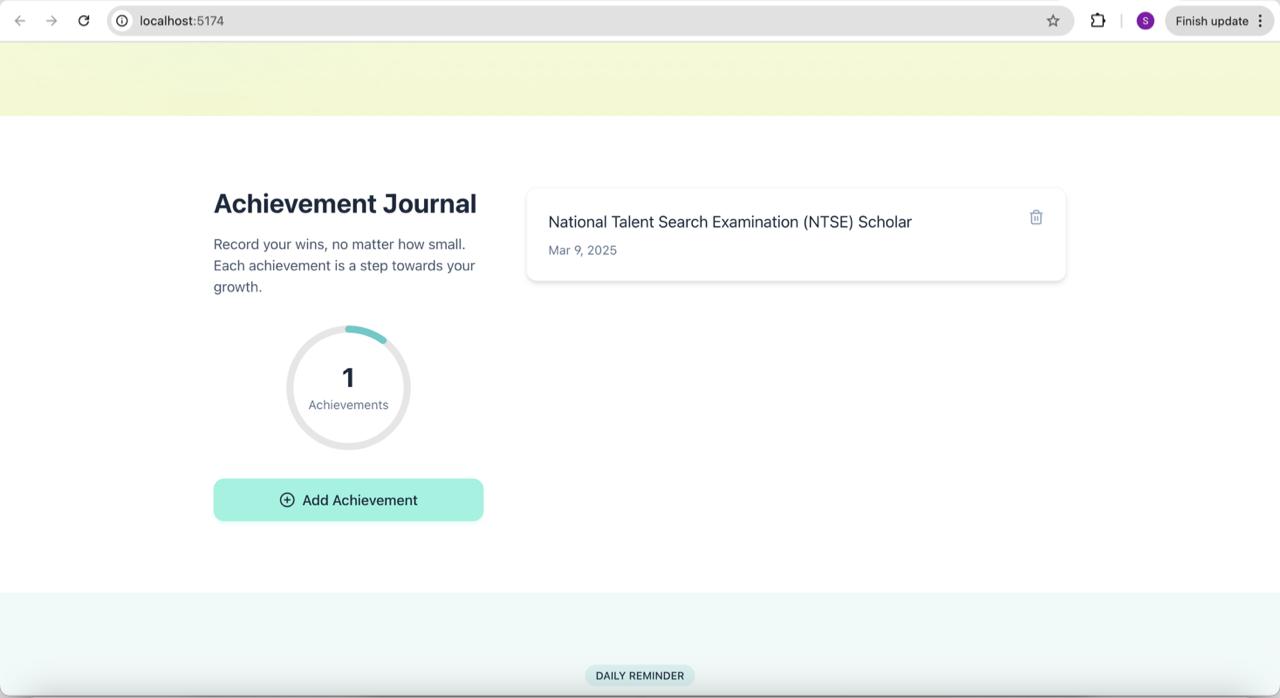 localhost:5174
S
Finish update
Achievement Journal
Record your wins, no matter how small.
Each achievement is a step towards your
growth.
1
Achievements
Add Achievement
National Talent Search Examination (NTSE) Scholar
Mar 9, 2025
DAILY REMINDER